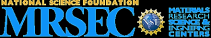 NATIONAL SCIENCE FOUNDATION
MRSEC
MATERIALS
RESEARCH
SCIENCE &
ENGINEERING
CENTERS